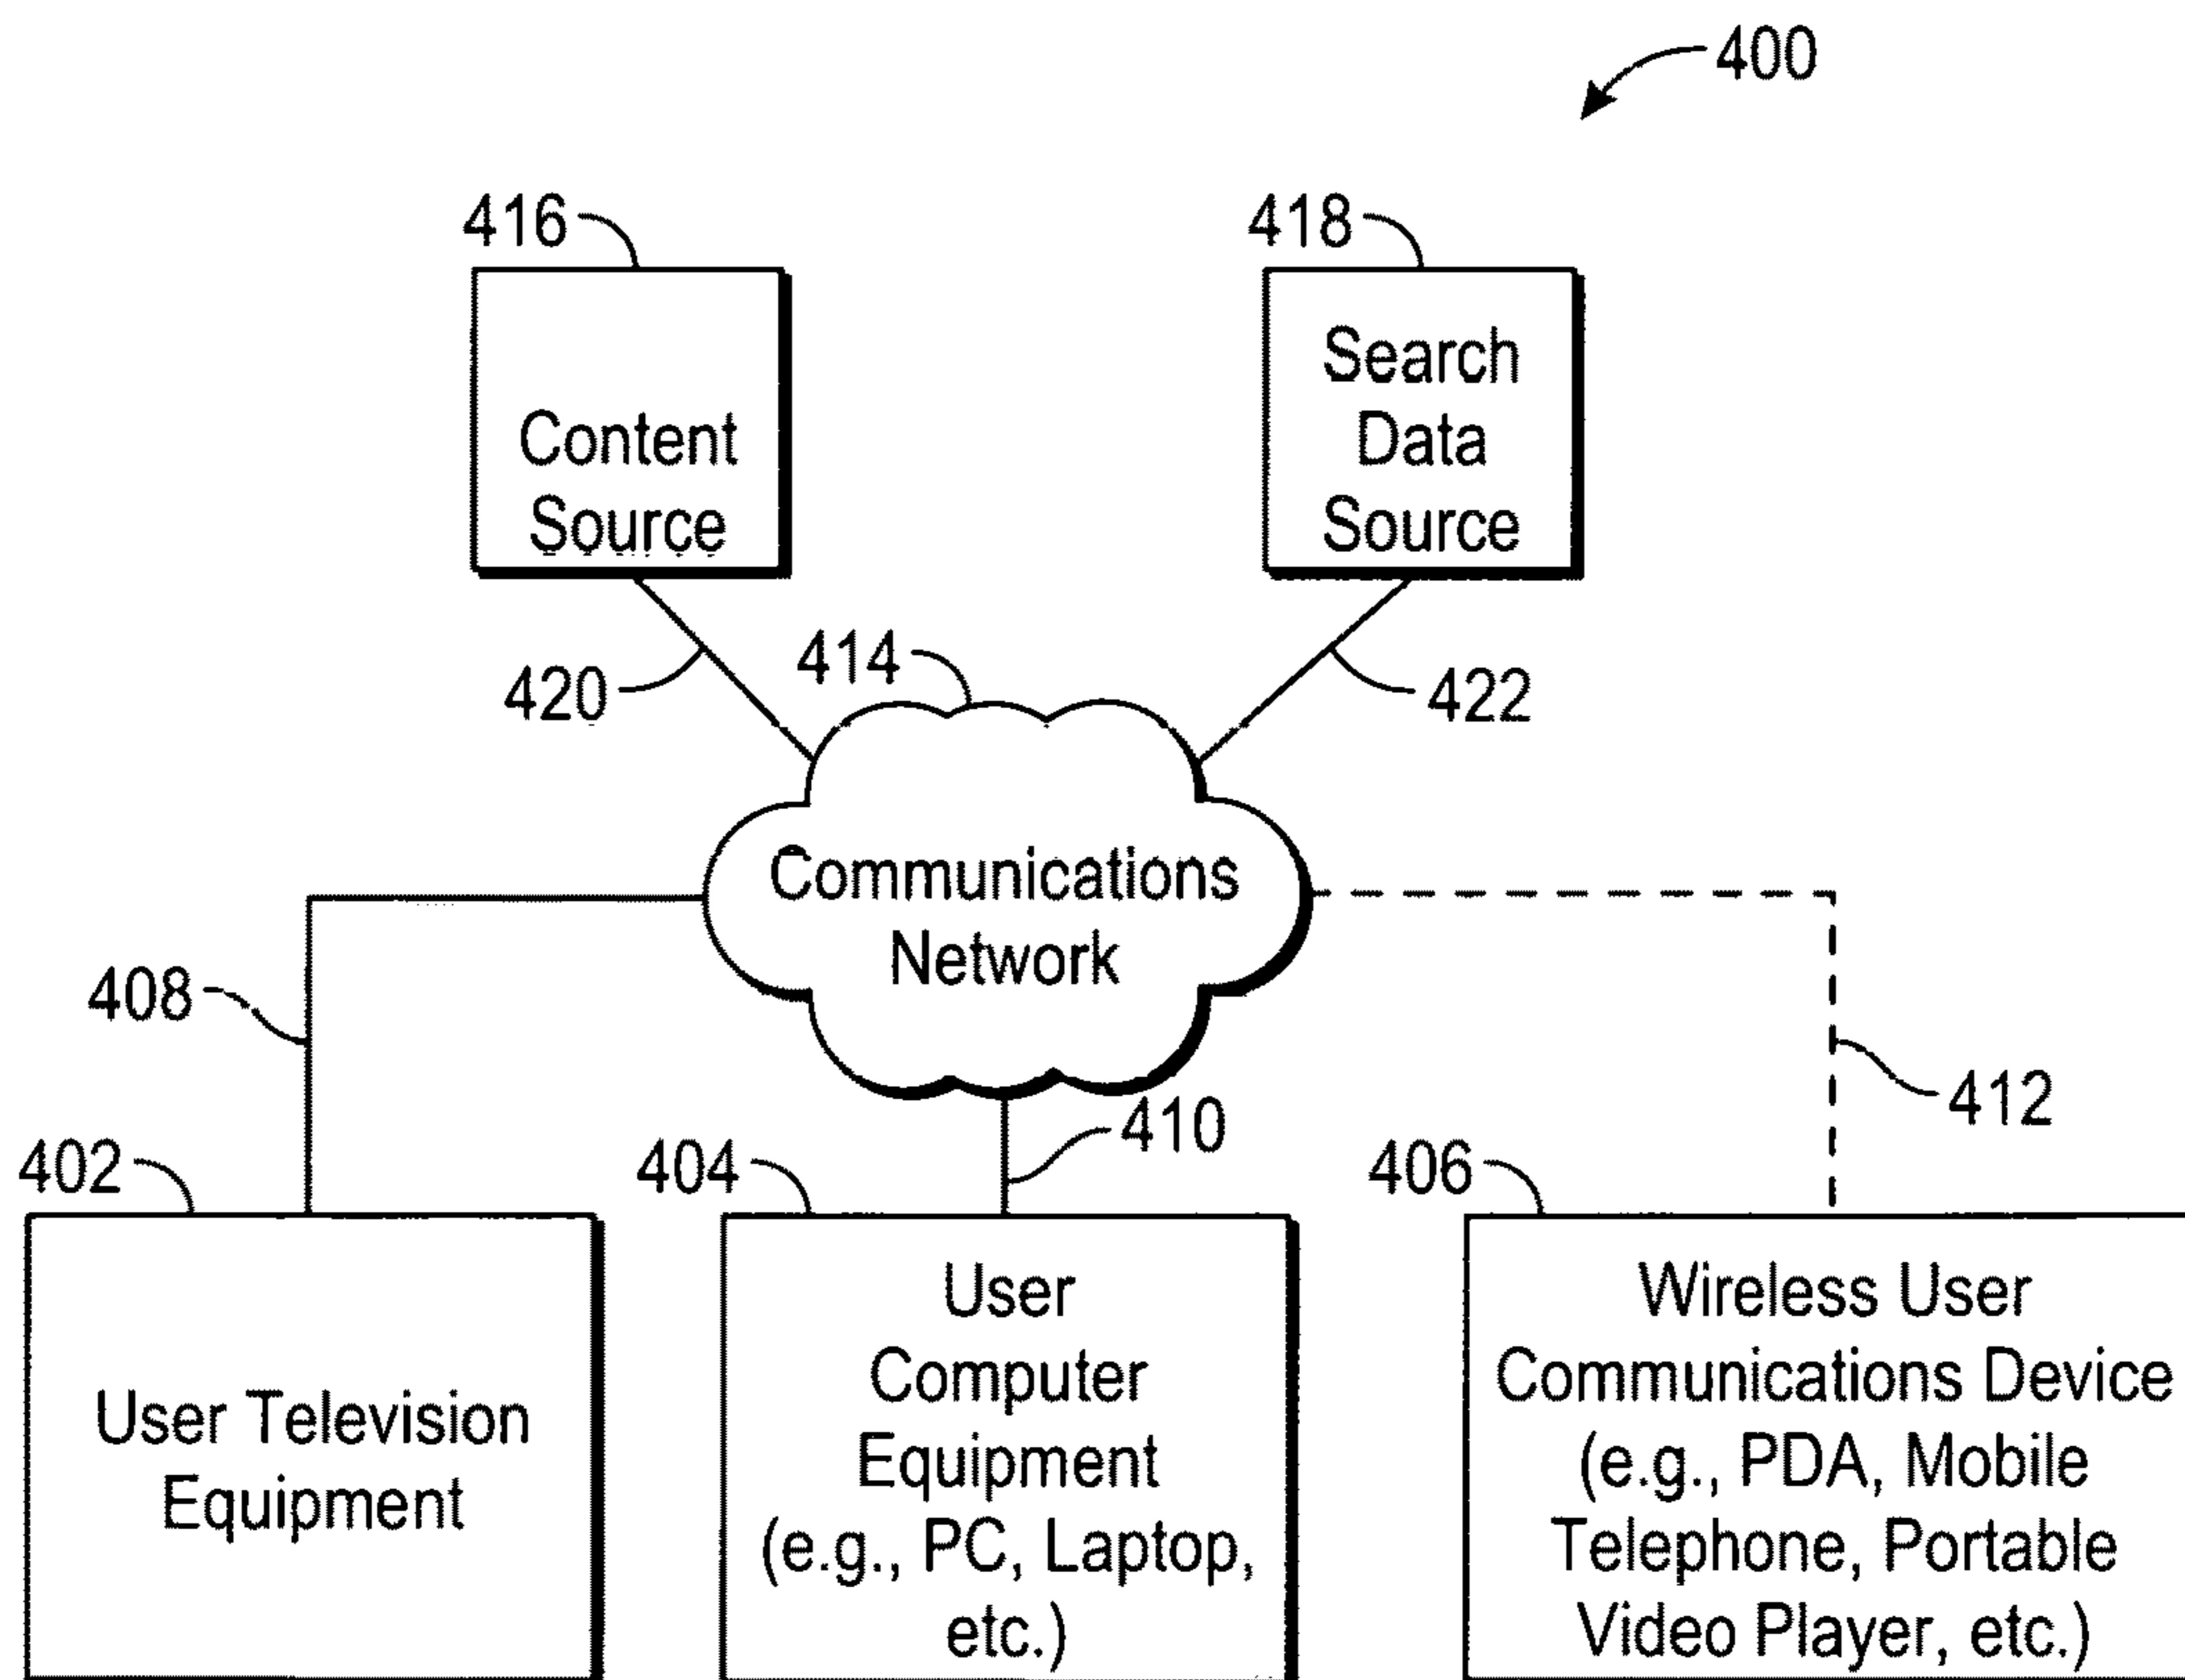 400
416
418
Content
Source
Search
Data
Source
420
414
422
Communications
Network
408
412
410
402
404
406
User Television
Equipment
User
Computer
Equipment
(e.g., PC, Laptop,
etc.)
Wireless User
Communications Device
(e.g., PDA, Mobile
Telephone, Portable
Video Player, etc.)